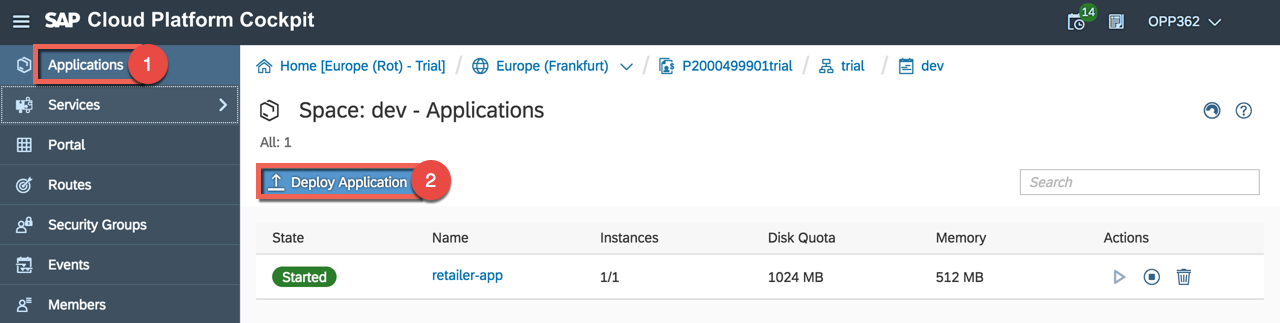 SAP Cloud Platform Cockpit
14
OPP362
Applications 1
Services
Portal
Routes
Security Groups
Events
Members
Home [Europe (Rot) - Trial] / Europe (Frankfurt) / P2000499901trial / trial / dev
Space: dev - Applications
All: 1
Deploy Application 2
Search
State Name Instances Disk Quota Memory Actions
Started retailer-app 1/1 1024 MB 512 MB